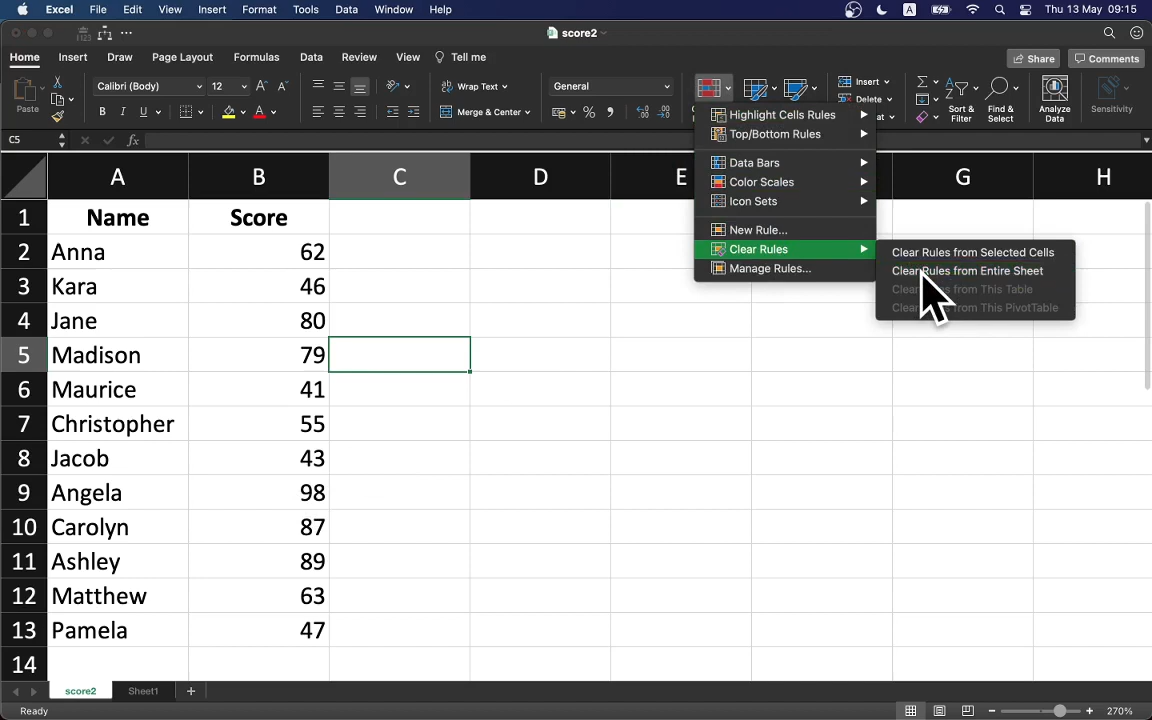 Excel File Edit View Insert Format Tools Data Window Help A Thu 13 May 09:15
score2
Home Insert Draw Page Layout Formulas Data Review View Tell me Share Comments
Paste Calibri (Body) 12 A A Wrap Text General Insert Sort & Filter Find & Select Analyze Data Sensitivity
B I U A Merge & Center % Delete
C5 fx
Highlight Cells Rules
Top/Bottom Rules
Data Bars
Color Scales
Icon Sets
New Rule...
Clear Rules
Manage Rules...
Clear Rules from Selected Cells
Clear Rules from Entire Sheet
from This Table
from This PivotTable
A B C D E G H
1 Name Score
2 Anna 62
3 Kara 46
4 Jane 80
5 Madison 79
6 Maurice 41
7 Christopher 55
8 Jacob 43
9 Angela 98
10 Carolyn 87
11 Ashley 89
12 Matthew 63
13 Pamela 47
14
score2 Sheet1 +
Ready 270%